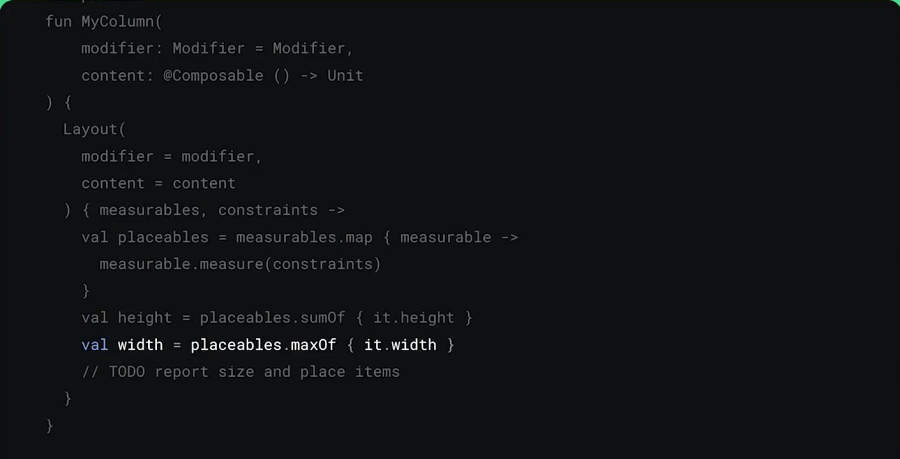 fun MyColumn(
modifier: Modifier = Modifier,
content: @Composable () -> Unit
) {
Layout(
modifier = modifier,
content = content
) { measurables, constraints ->
val placeables = measurables.map { measurable ->
measurable.measure(constraints)
}
val height = placeables.sumOf { it.height }
val width = placeables.maxOf { it.width }
// TODO report size and place items
}
}